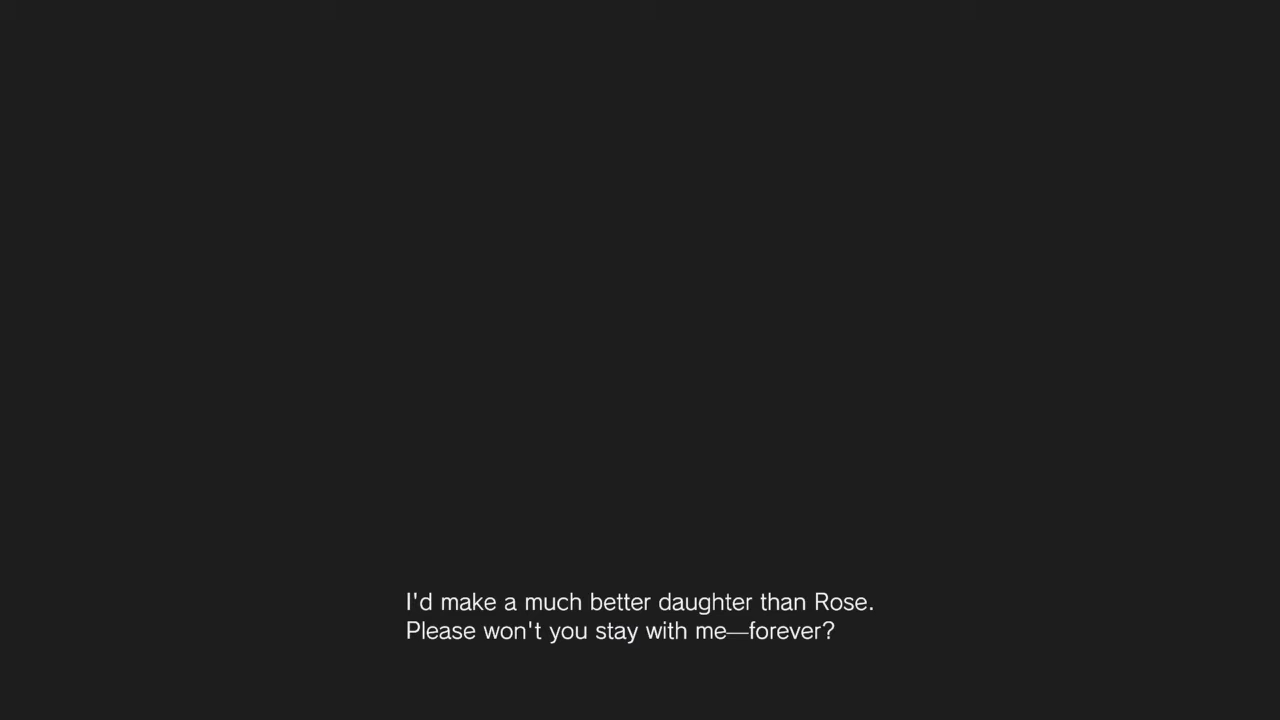 I'd make a much better daughter than Rose.
Please won't you stay with me—forever?